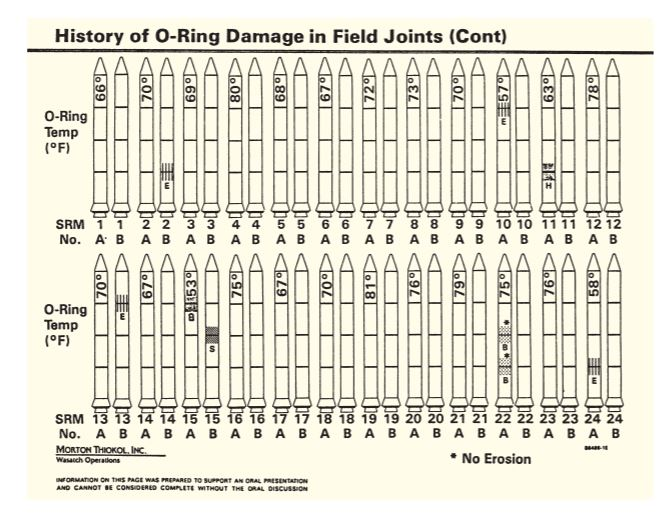 History of O-Ring Damage in Field Joints (Cont)
O-Ring
Temp
(°F)
66° 70° 69° 80° 68° 67° 72° 73° 70° 57° 63° 78°
E
E
H
SRM 1 1 2 2 3 3 4 4 5 5 6 6 7 7 8 8 9 9 10 10 11 11 12 12
No. A B A B A B A B A B A B A B A B A B A B A B A B
O-Ring
Temp
(°F)
70° 67° 53° 75° 67° 70° 81° 76° 79° 75° 76° 58°
E
B
S
*
B
*
B
E
SRM 13 13 14 14 15 15 16 16 17 17 18 18 19 19 20 20 21 21 22 22 23 23 24 24
No. A B A B A B A B A B A B A B A B A B A B A B A B
MORTON THIOKOL, INC.
Wasatch Operations
* No Erosion
INFORMATION ON THIS PAGE WAS PREPARED TO SUPPORT AN ORAL PRESENTATION
AND CANNOT BE CONSIDERED COMPLETE WITHOUT THE ORAL DISCUSSION